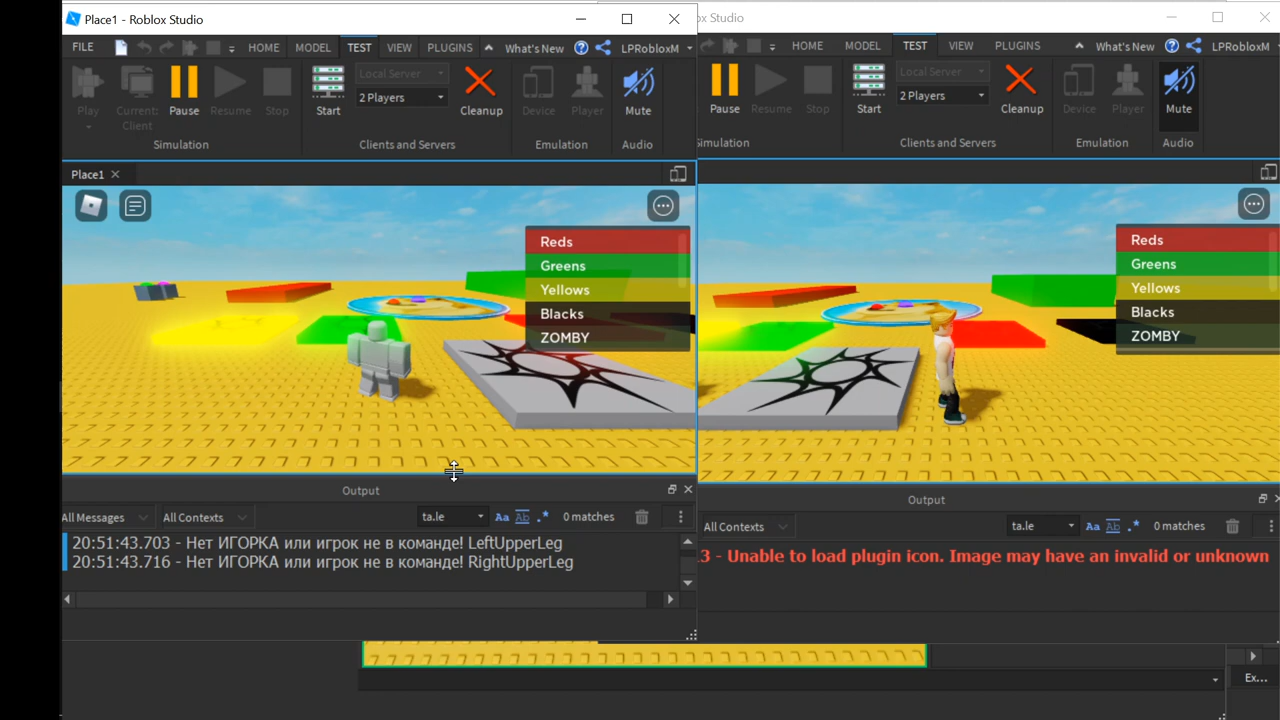 Place1 - Roblox Studio
FILE
HOME
MODEL
TEST
VIEW
PLUGINS
What's New
LPRobloxM
Play
Current:
Client
Pause
Resume
Stop
Simulation
Start
Local Server
2 Players
Clients and Servers
Cleanup
Device
Player
Emulation
Mute
Audio
Place1
Reds
Greens
Yellows
Blacks
ZOMBY
Output
All Messages
All Contexts
ta.le
Aa
Ab
.*
0 matches
20:51:43.703 - Нет ИГОРКА или игрок не в команде! LeftUpperLeg
20:51:43.716 - Нет ИГОРКА или игрок не в команде! RightUpperLeg
ox Studio
HOME
MODEL
TEST
VIEW
PLUGINS
What's New
LPRobloxM
Pause
Resume
Stop
imulation
Start
Local Server
2 Players
Clients and Servers
Cleanup
Device
Player
Emulation
Mute
Audio
Reds
Greens
Yellows
Blacks
ZOMBY
Output
All Contexts
ta.le
Aa
Ab
.*
0 matches
3 - Unable to load plugin icon. Image may have an invalid or unknown
Ex...